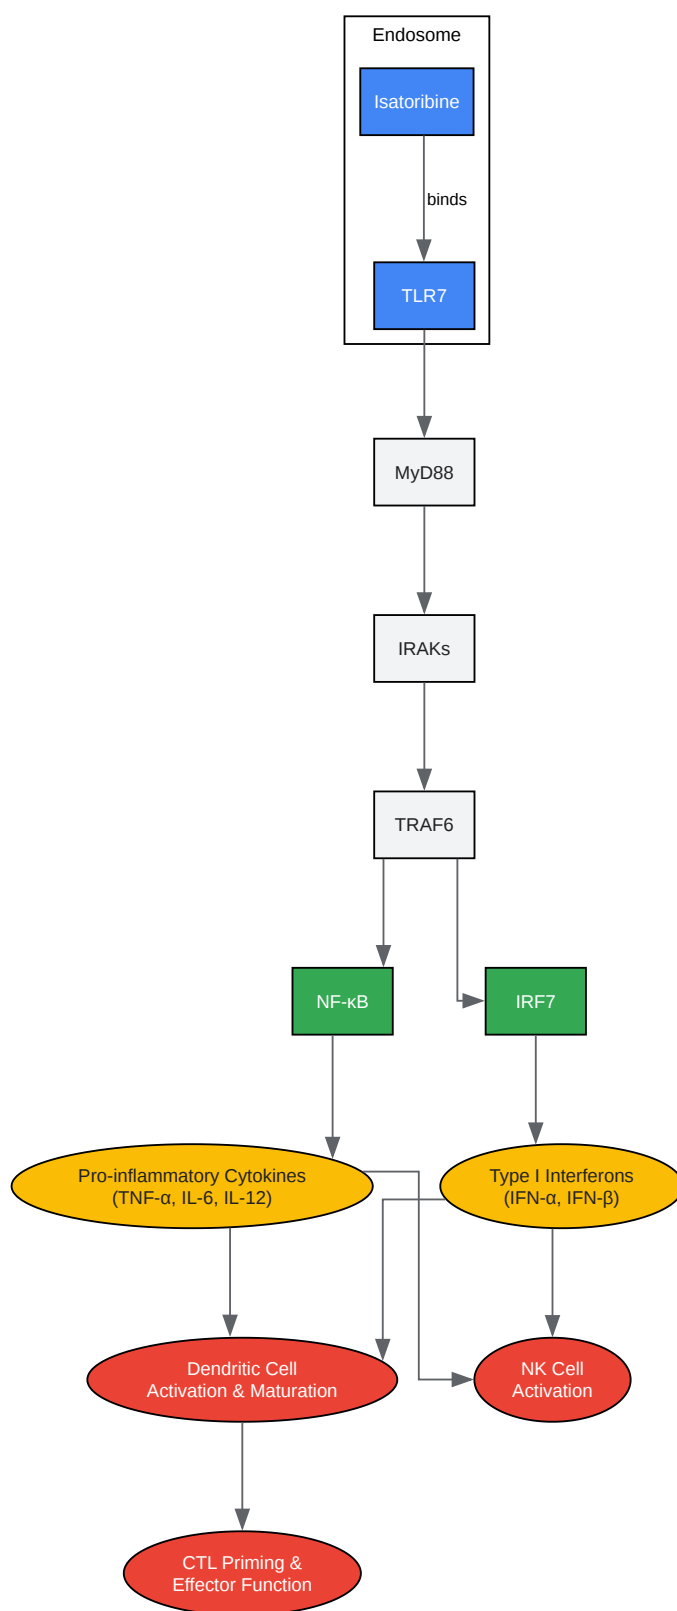 Endosome
Isatoribine
binds
TLR7
MyD88
IRAKs
TRAF6
NF-κB
IRF7
Pro-inflammatory Cytokines
(TNF-α, IL-6, IL-12)
Type I Interferons
(IFN-α, IFN-β)
Dendritic Cell
Activation & Maturation
NK Cell
Activation
CTL Priming &
Effector Function